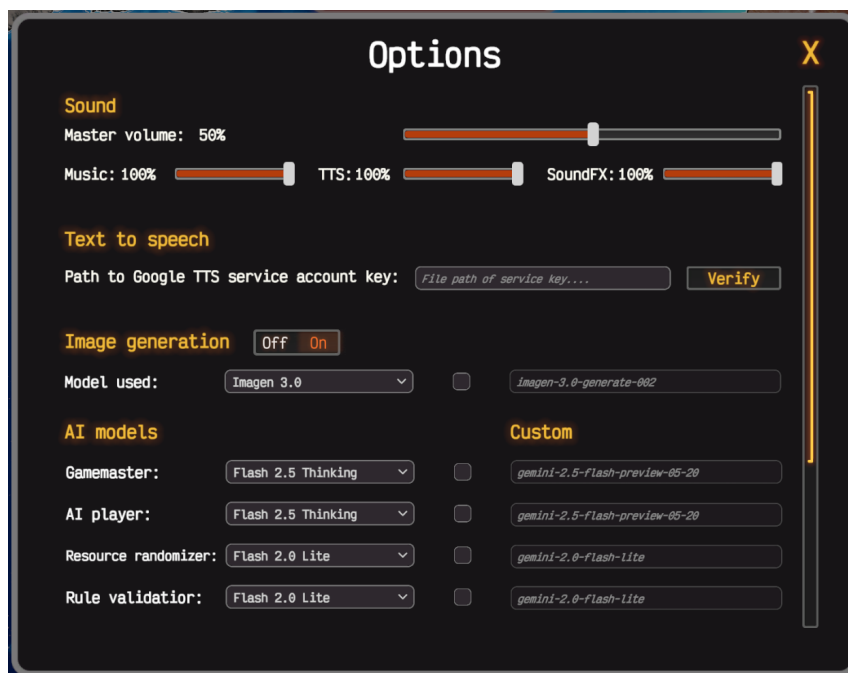 Options
X
Sound
Master volume: 50%
Music: 100% TTS: 100% SoundFX: 100%
Text to speech
Path to Google TTS service account key: File path of service key.... Verify
Image generation Off On
Model used: Imagen 3.0 imagen-3.0-generate-002
AI models Custom
Gamemaster: Flash 2.5 Thinking gemini-2.5-flash-preview-05-20
AI player: Flash 2.5 Thinking gemini-2.5-flash-preview-05-20
Resource randomizer: Flash 2.0 Lite gemini-2.0-flash-lite
Rule validatior: Flash 2.0 Lite gemini-2.0-flash-lite